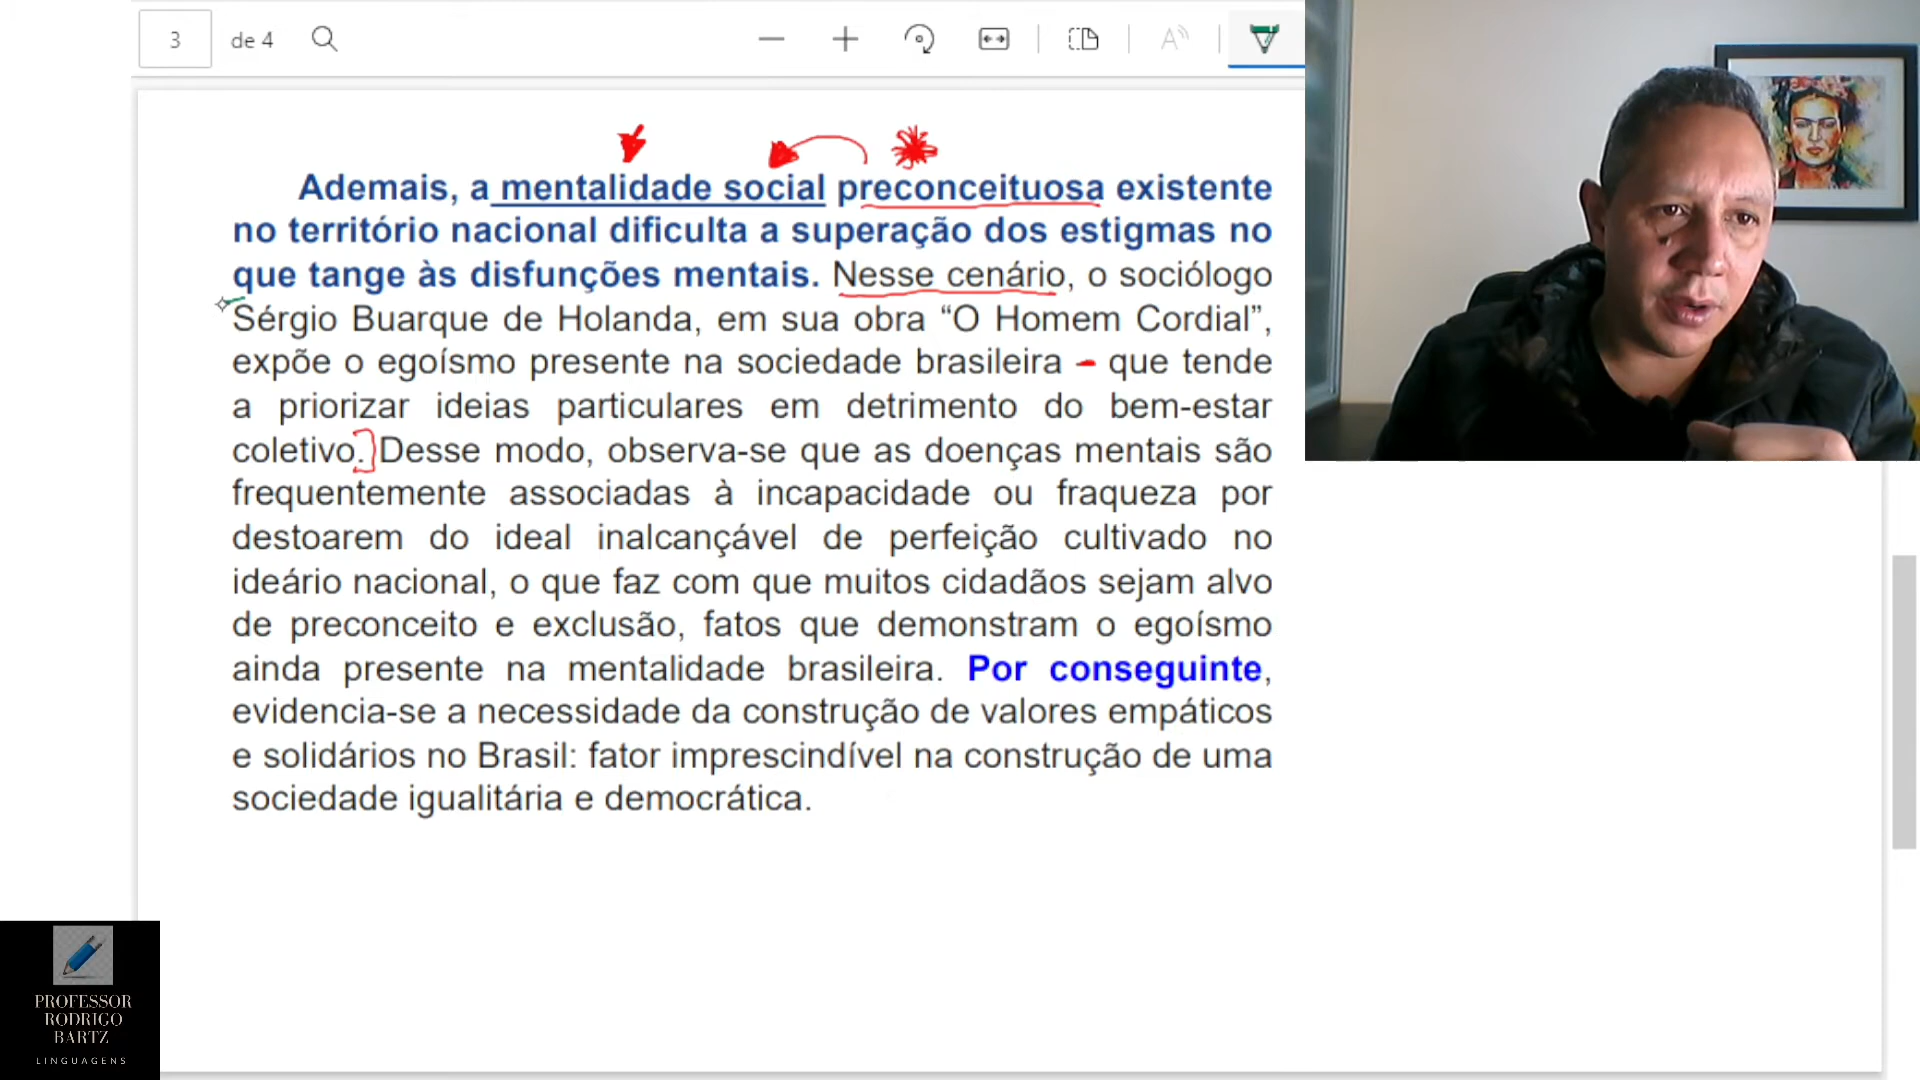 3 de 4
Ademais, a mentalidade social preconceituosa existente
no território nacional dificulta a superação dos estigmas no
que tange às disfunções mentais. Nesse cenário, o sociólogo
Sérgio Buarque de Holanda, em sua obra “O Homem Cordial”,
expõe o egoísmo presente na sociedade brasileira - que tende
a priorizar ideias particulares em detrimento do bem-estar
coletivo. Desse modo, observa-se que as doenças mentais são
frequentemente associadas à incapacidade ou fraqueza por
destoarem do ideal inalcançável de perfeição cultivado no
ideário nacional, o que faz com que muitos cidadãos sejam alvo
de preconceito e exclusão, fatos que demonstram o egoísmo
ainda presente na mentalidade brasileira. Por conseguinte,
evidencia-se a necessidade da construção de valores empáticos
e solidários no Brasil: fator imprescindível na construção de uma
sociedade igualitária e democrática.
PROFESSOR
RODRIGO
BARTZ
LINGUAGENS